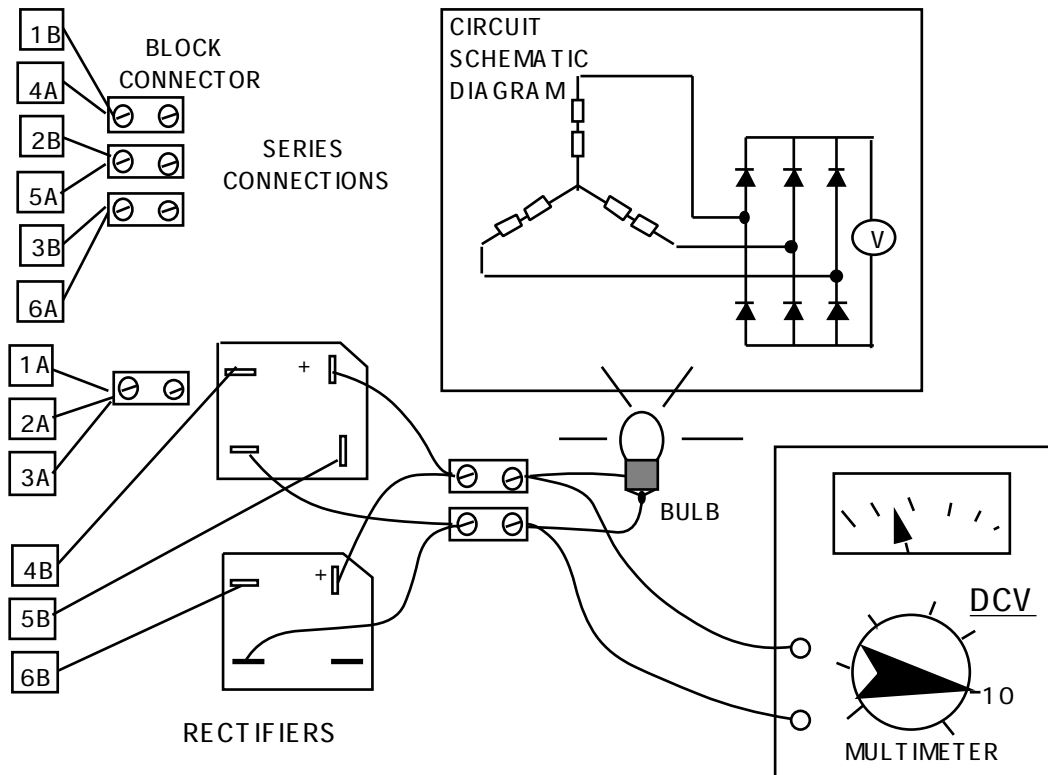 1B
4A
2B
5A
3B
6A
BLOCK
CONNECTOR
SERIES
CONNECTIONS
CIRCUIT
SCHEMATIC
DIAGRAM
V
1A
2A
3A
4B
5B
6B
+
+
RECTIFIERS
BULB
DCV
10
MULTIMETER